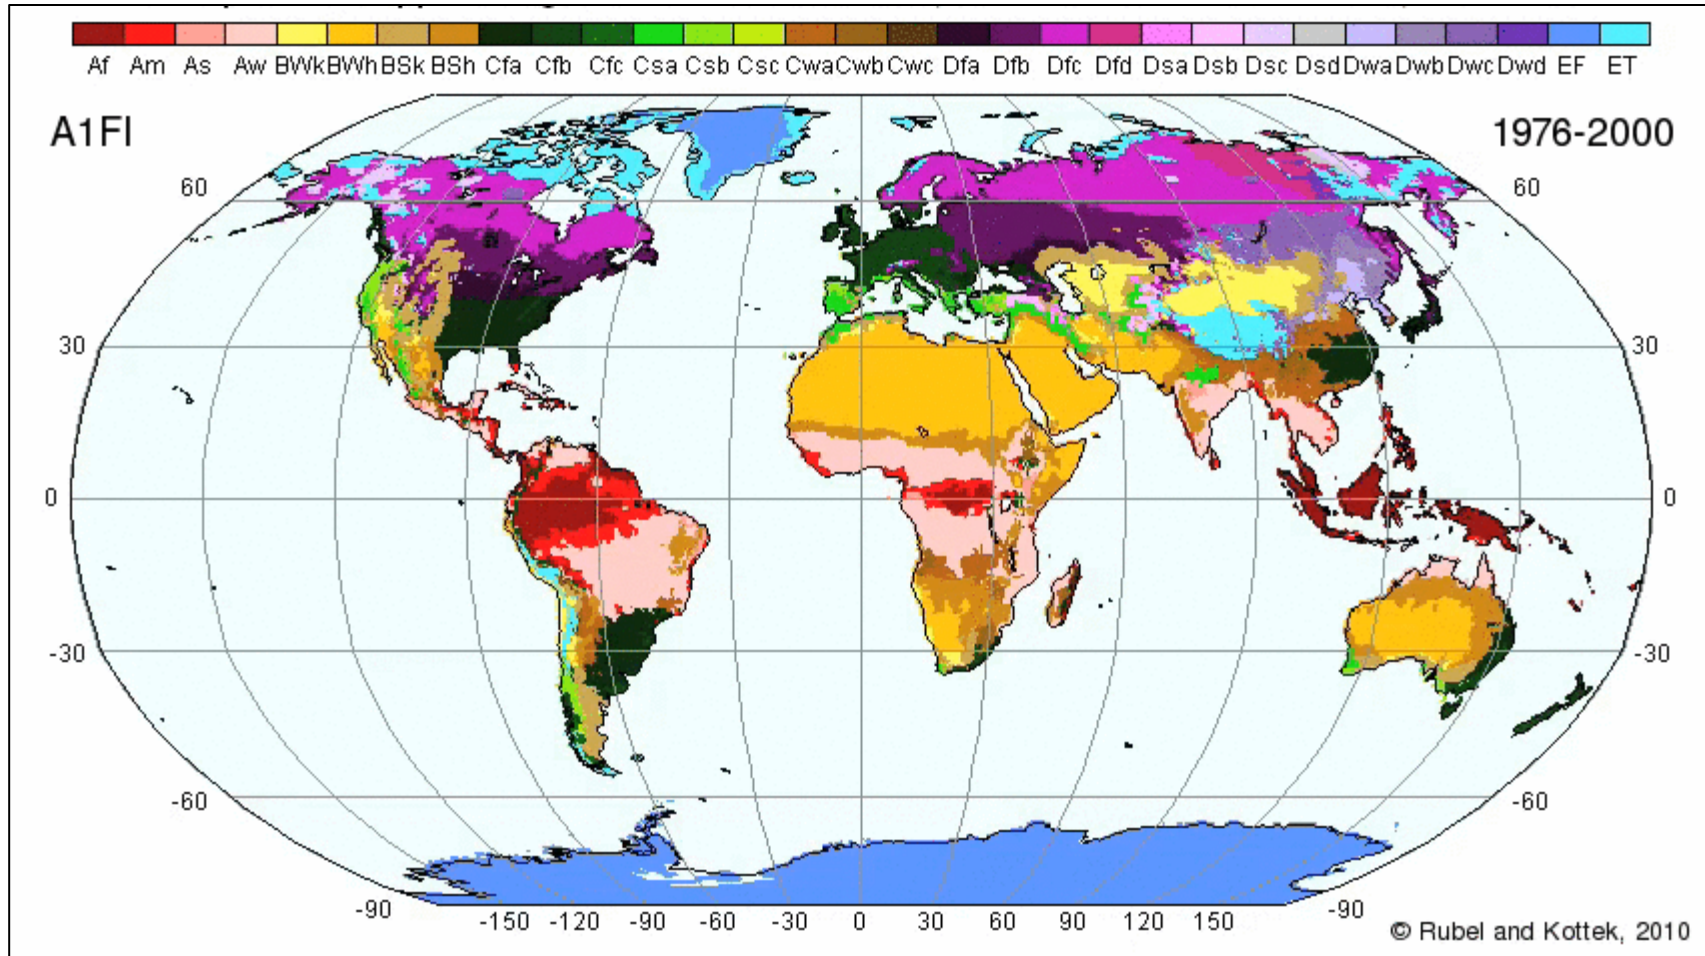 Af Am As Aw BWk BWh BSk BSh Cfa Cfb Cfc Csa Csb Csc Cwa Cwb Cwc Dfa Dfb Dfc Dfd Dsa Dsb Dsc Dsd Dwa Dwb Dwc Dwd EF ET
A1FI 1976-2000
60 60
30 30
0 0
-30 -30
-60 -60
-90 -90
-150 -120 -90 -60 -30 0 30 60 90 120 150
© Rubel and Kottek, 2010